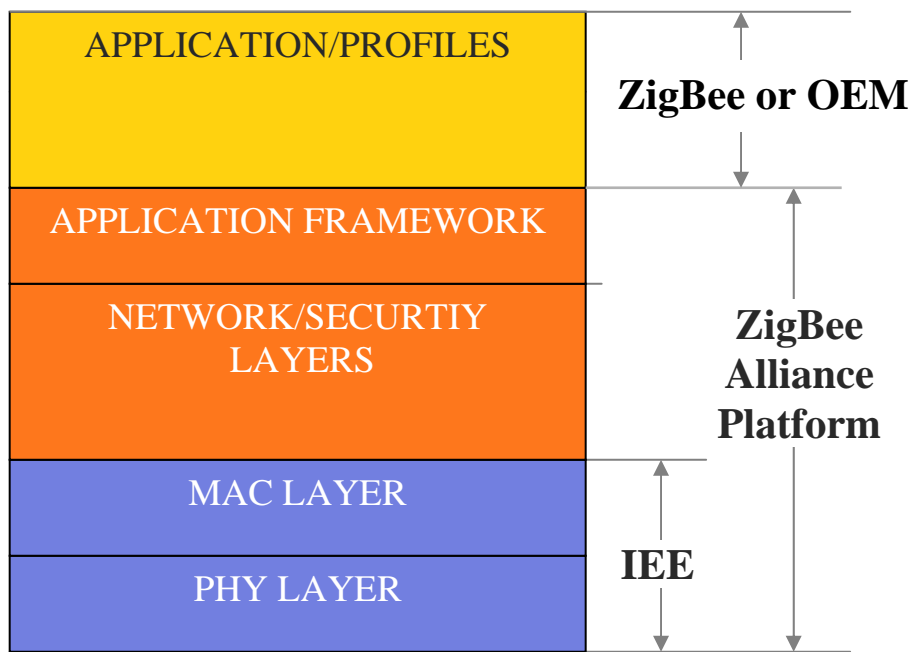 APPLICATION/PROFILES
ZigBee or OEM
APPLICATION FRAMEWORK
NETWORK/SECURTIY
LAYERS
ZigBee
Alliance
Platform
MAC LAYER
IEE
PHY LAYER